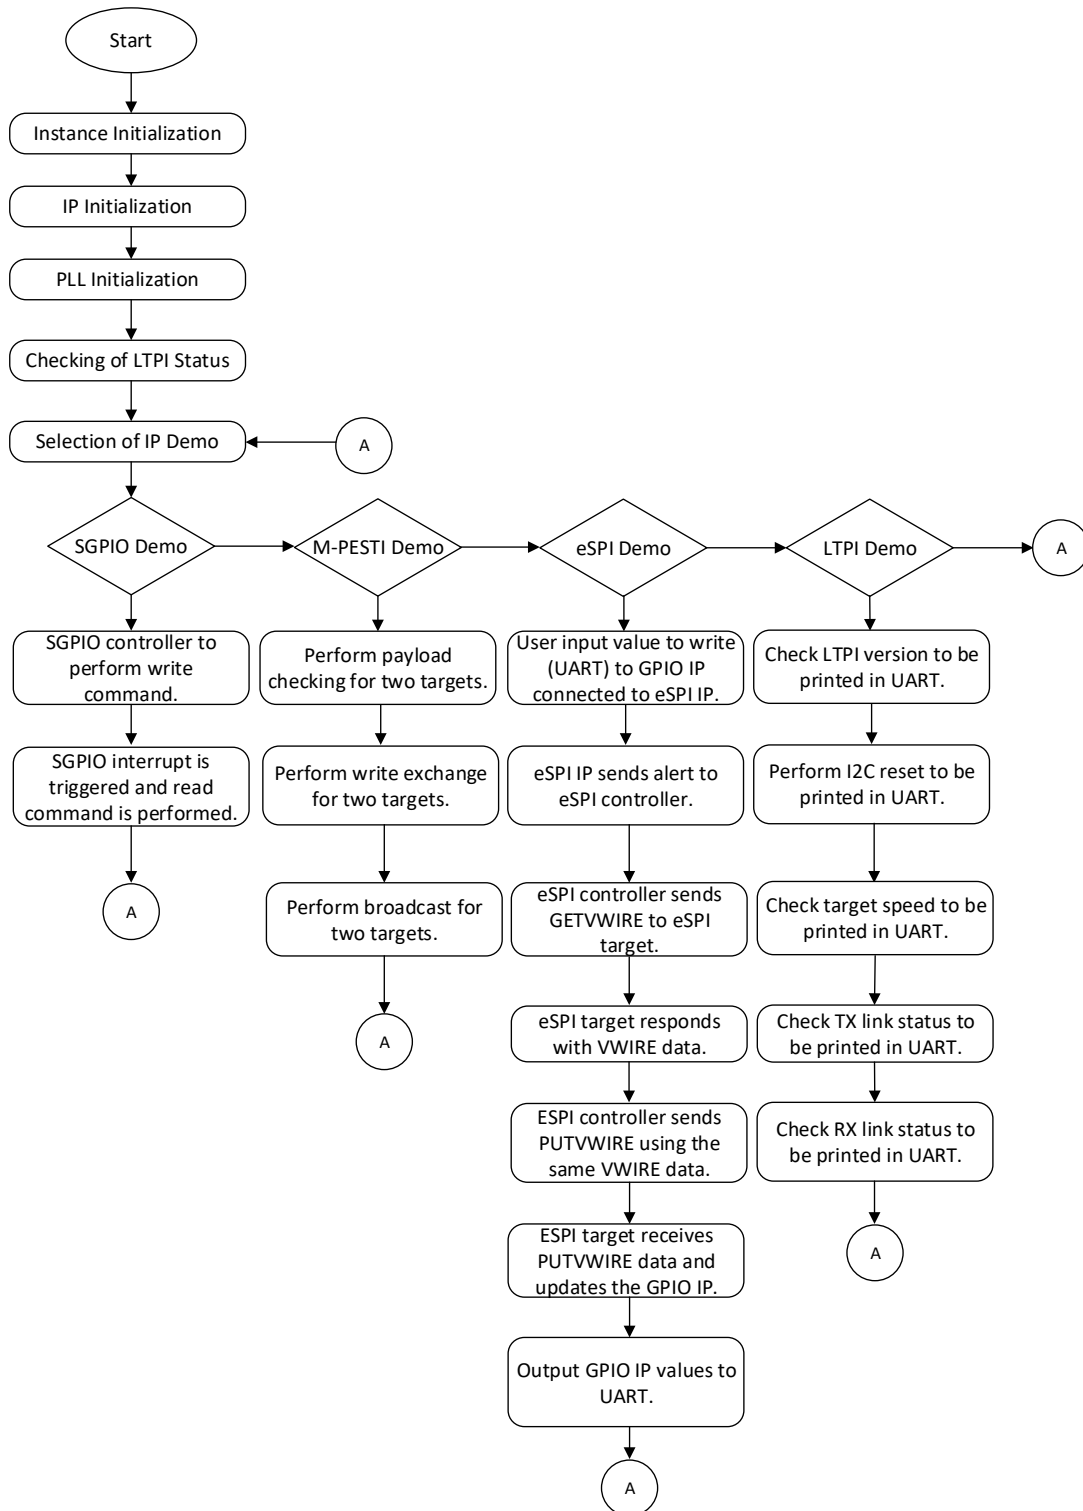 Start
Instance Initialization
IP Initialization
PLL Initialization
Checking of LTPI Status
Selection of IP Demo
A
SGPIO Demo
M-PESTI Demo
eSPI Demo
LTPI Demo
A
SGPIO controller to
perform write
command.
SGPIO interrupt is
triggered and read
command is performed.
A
Perform payload
checking for two targets.
Perform write exchange
for two targets.
Perform broadcast for
two targets.
A
User input value to write
(UART) to GPIO IP
connected to eSPI IP.
eSPI IP sends alert to
eSPI controller.
eSPI controller sends
GETVWIRE to eSPI
target.
eSPI target responds
with VWIRE data.
ESPI controller sends
PUTVWIRE using the
same VWIRE data.
ESPI target receives
PUTVWIRE data and
updates the GPIO IP.
Output GPIO IP values to
UART.
A
Check LTPI version to be
printed in UART.
Perform I2C reset to be
printed in UART.
Check target speed to be
printed in UART.
Check TX link status to
be printed in UART.
Check RX link status to
be printed in UART.
A